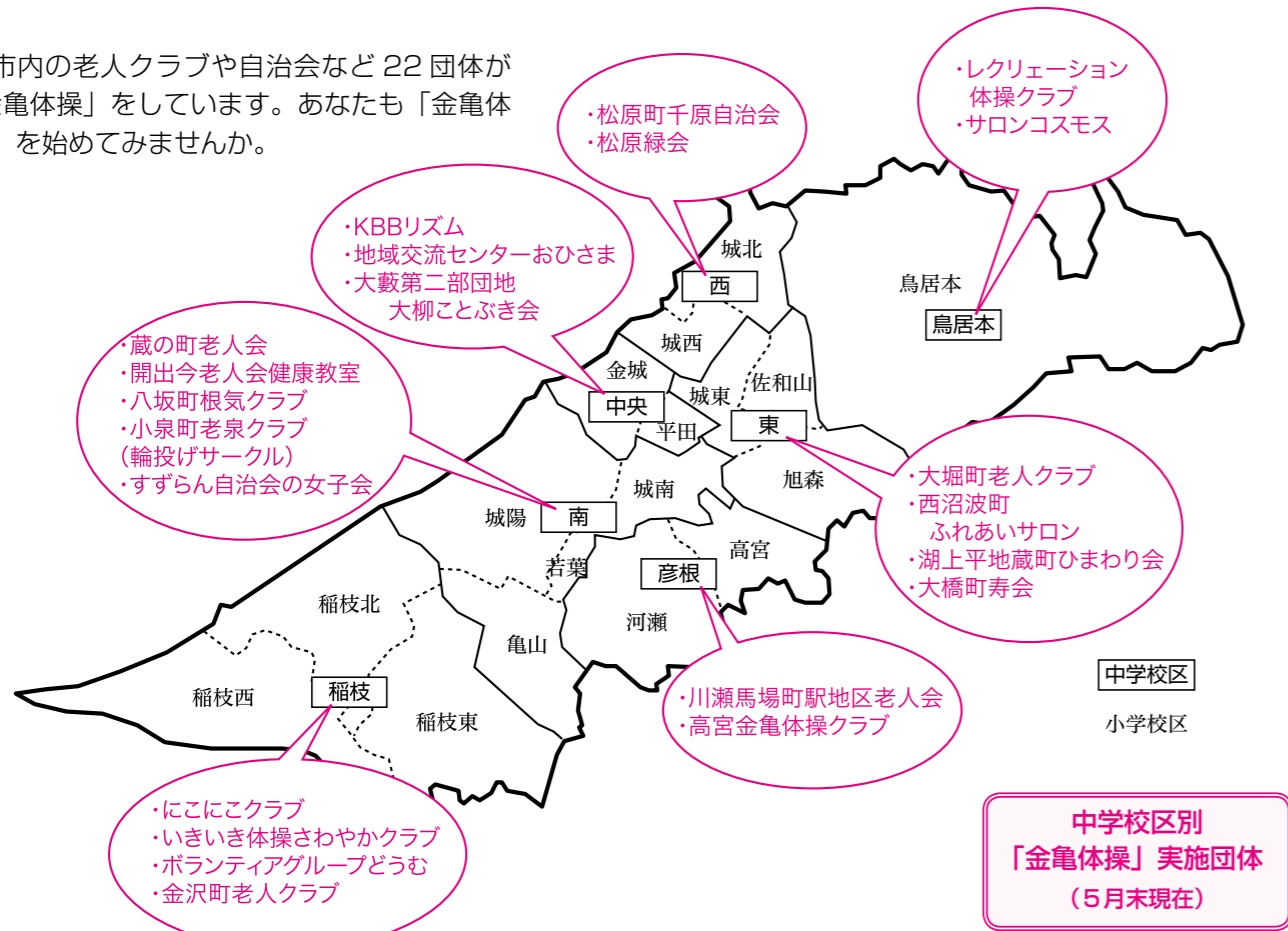 市内の老人クラブや自治会など 22 団体が
金亀体操」をしています。あなたも「金亀体
」を始めてみませんか。
・レクリェーション
体操クラブ
・サロンコスモス
・松原町千原自治会
・松原緑会
・KBBリズム
・地域交流センターおひさま
・大藪第二部団地
大柳ことぶき会
・蔵の町老人会
・開出今老人会健康教室
・八坂町根気クラブ
・小泉町老泉クラブ
(輪投げサークル)
・すずらん自治会の女子会
城北
西
鳥居本
鳥居本
城西
金城
城東
佐和山
中央
平田
東
旭森
城南
城陽
南
高宮
若葉
彦根
河瀬
稲枝北
亀山
稲枝西
稲枝
稲枝東
・大堀町老人クラブ
・西沼波町
ふれあいサロン
・湖上平地蔵町ひまわり会
・大橋町寿会
・川瀬馬場町駅地区老人会
・高宮金亀体操クラブ
・にこにこクラブ
・いきいき体操さわやかクラブ
・ボランティアグループどうむ
・金沢町老人クラブ
中学校区
小学校区
中学校区別
「金亀体操」実施団体
(5月末現在)